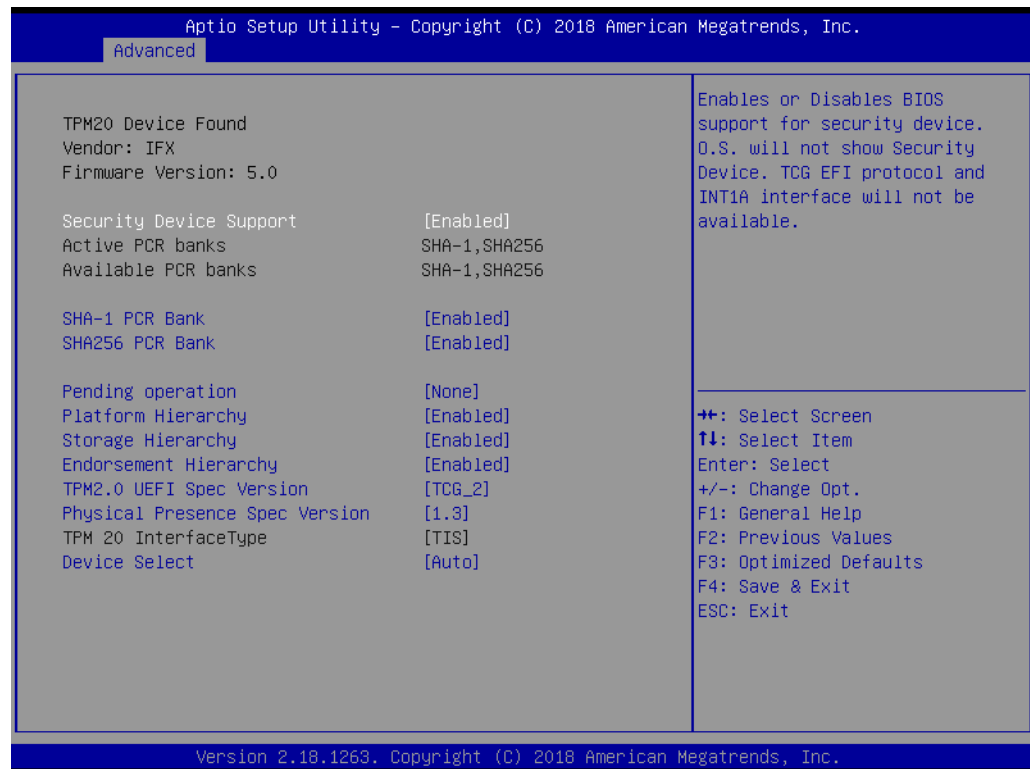 Aptio Setup Utility – Copyright (C) 2018 American Megatrends, Inc.
Advanced
TPM20 Device Found
Vendor: IFX
Firmware Version: 5.0
Security Device Support [Enabled]
Active PCR banks SHA-1,SHA256
Available PCR banks SHA-1,SHA256
SHA-1 PCR Bank [Enabled]
SHA256 PCR Bank [Enabled]
Pending operation [None]
Platform Hierarchy [Enabled]
Storage Hierarchy [Enabled]
Endorsement Hierarchy [Enabled]
TPM2.0 UEFI Spec Version [TCG_2]
Physical Presence Spec Version [1.3]
TPM 20 InterfaceType [TIS]
Device Select [Auto]
Enables or Disables BIOS
support for security device.
O.S. will not show Security
Device. TCG EFI protocol and
INT1A interface will not be
available.
→←: Select Screen
↑↓: Select Item
Enter: Select
+/-: Change Opt.
F1: General Help
F2: Previous Values
F3: Optimized Defaults
F4: Save & Exit
ESC: Exit
Version 2.18.1263. Copyright (C) 2018 American Megatrends, Inc.